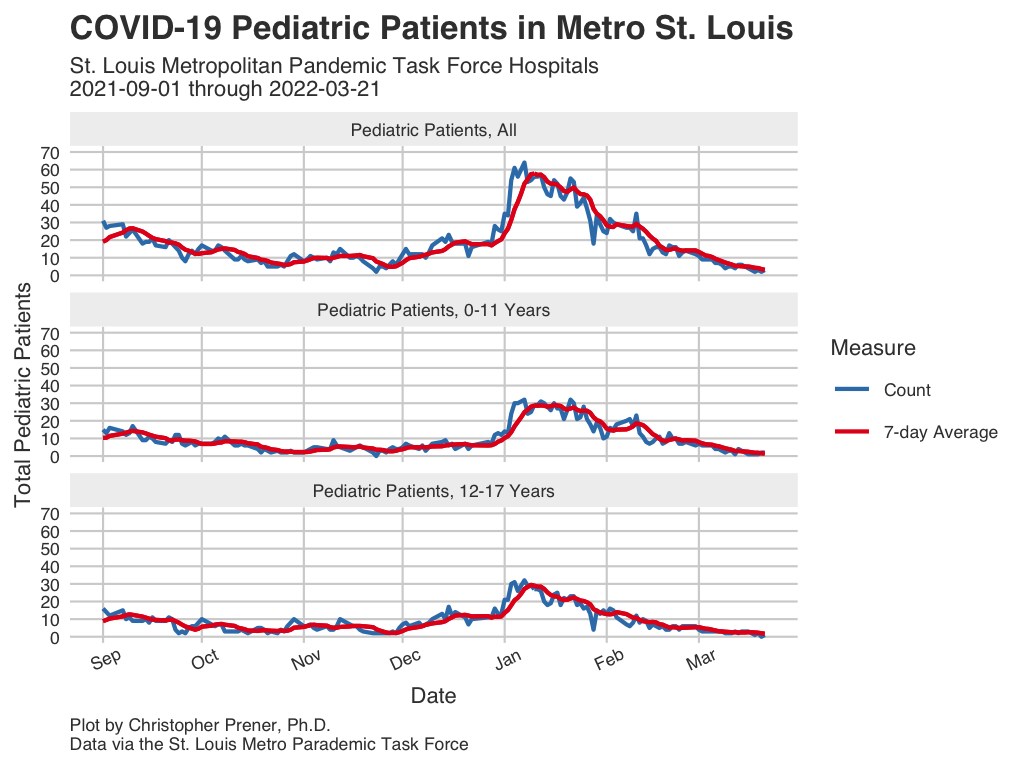 COVID-19 Pediatric Patients in Metro St. Louis
St. Louis Metropolitan Pandemic Task Force Hospitals
2021-09-01 through 2022-03-21
Total Pediatric Patients
Pediatric Patients, All
70
60
50
40
30
20
10
0
Pediatric Patients, 0-11 Years
70
60
50
40
30
20
10
0
Pediatric Patients, 12-17 Years
70
60
50
40
30
20
10
0
Sep Oct Nov Dec Jan Feb Mar
Date
Measure
Count
7-day Average
Plot by Christopher Prener, Ph.D.
Data via the St. Louis Metro Parademic Task Force